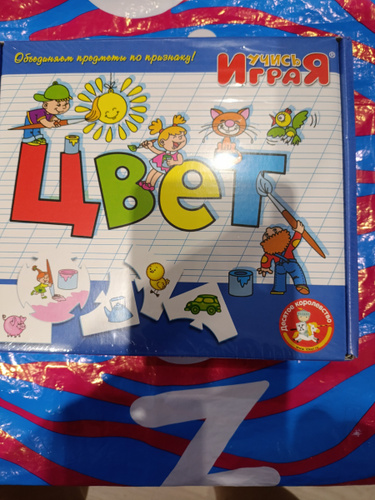 Объединяем предметы по признаку!
УЧИСЬ
ИГРАЯ®
Цвет
Десятое королевство
Z